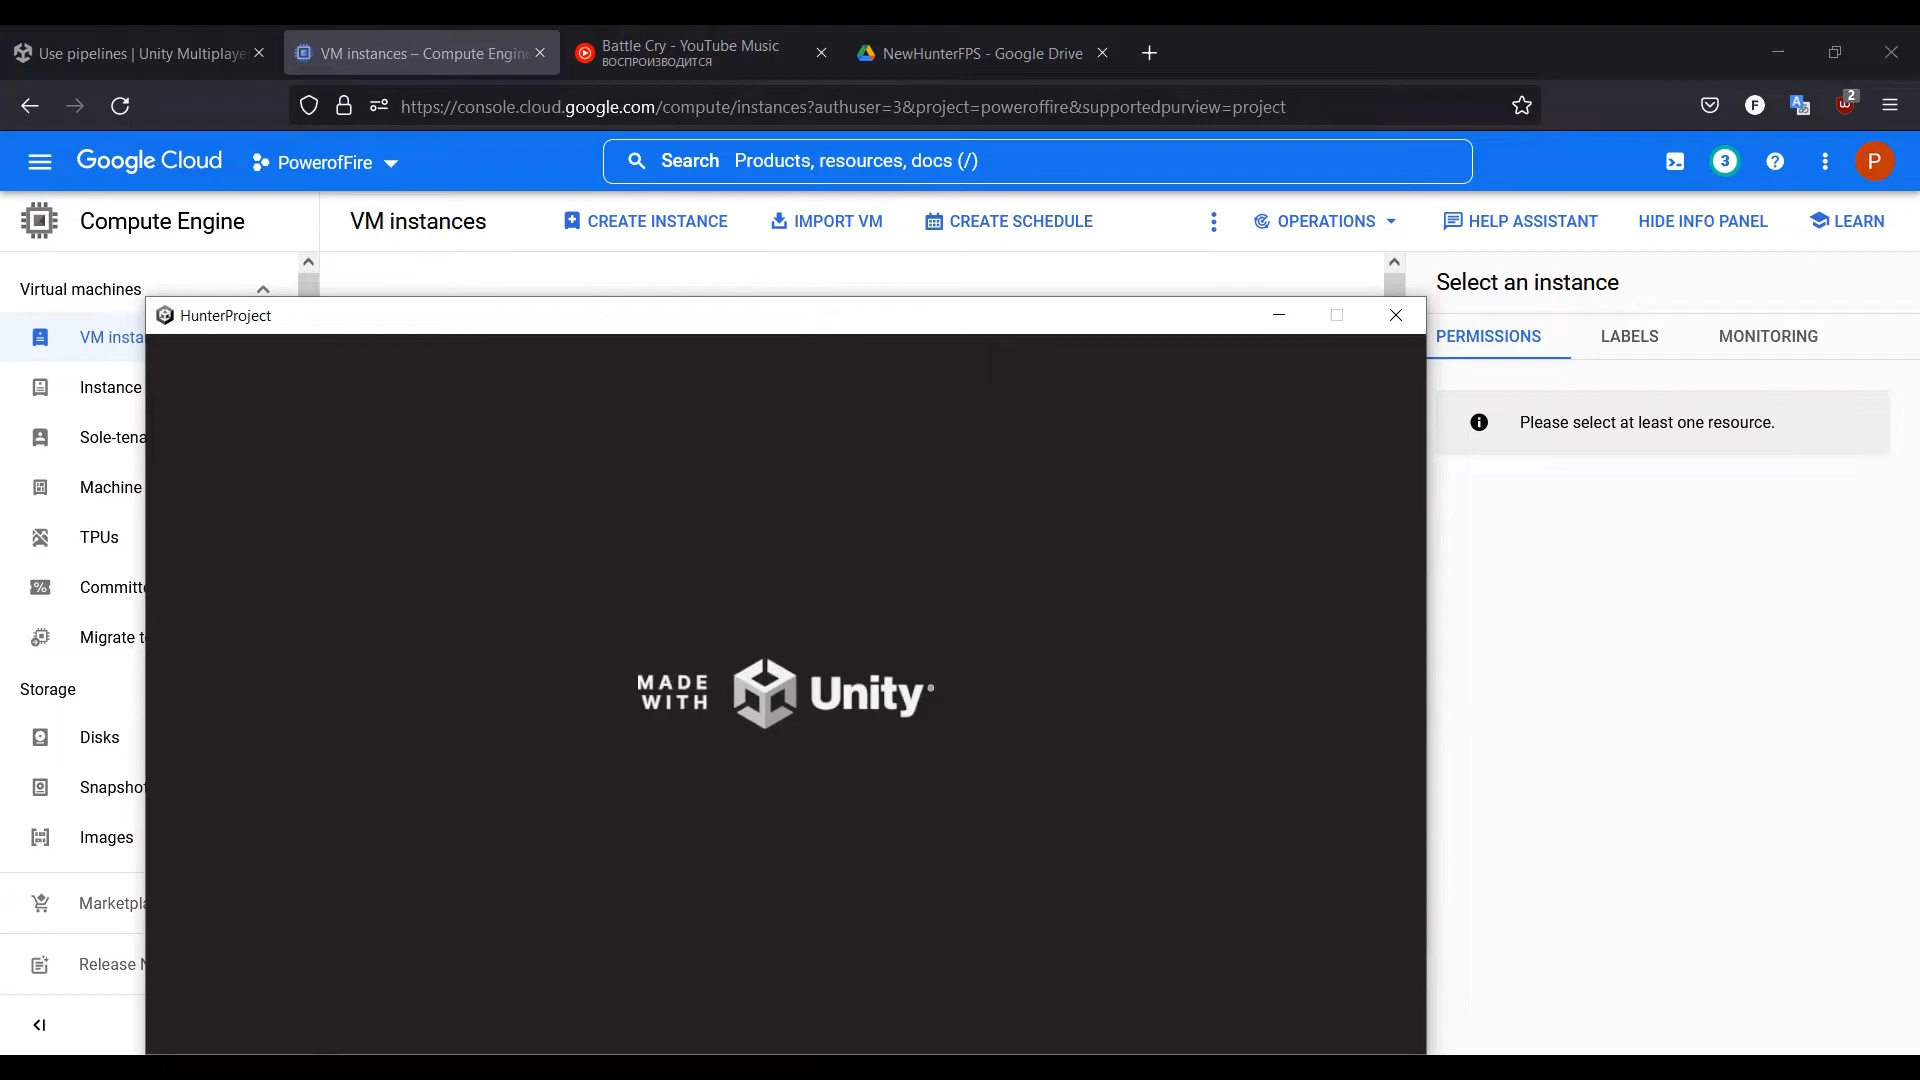 Use pipelines | Unity Multiplaye
VM instances – Compute Engine
Battle Cry - YouTube Music
ВОСПРОИЗВОДИТСЯ
NewHunterFPS - Google Drive
https://console.cloud.google.com/compute/instances?authuser=3&project=poweroffire&supportedpurview=project
F
2
Google Cloud
PowerofFire
Search Products, resources, docs (/)
3
?
P
Compute Engine
VM instances
CREATE INSTANCE
IMPORT VM
CREATE SCHEDULE
OPERATIONS
HELP ASSISTANT
HIDE INFO PANEL
LEARN
Virtual machines
VM insta
Instance
Sole-tena
Machine
TPUs
Committe
Migrate t
Storage
Disks
Snapshot
Images
Marketpla
Release N
HunterProject
MADE
WITH
Unity
Select an instance
PERMISSIONS
LABELS
MONITORING
Please select at least one resource.